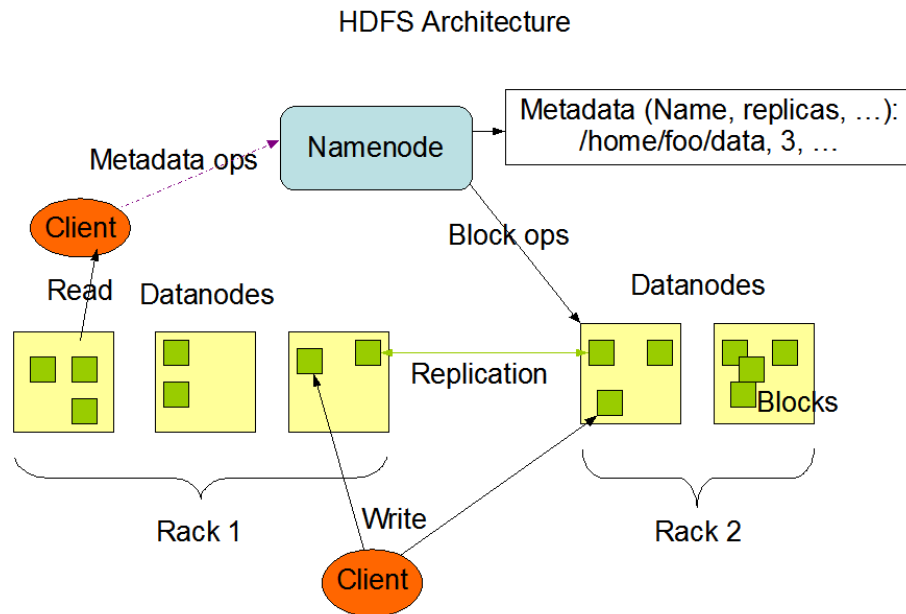 HDFS Architecture
Metadata (Name, replicas, …):
/home/foo/data, 3, …
Namenode
Metadata ops
Client
Block ops
Read
Datanodes
Datanodes
Replication
Blocks
Rack 1
Write
Rack 2
Client